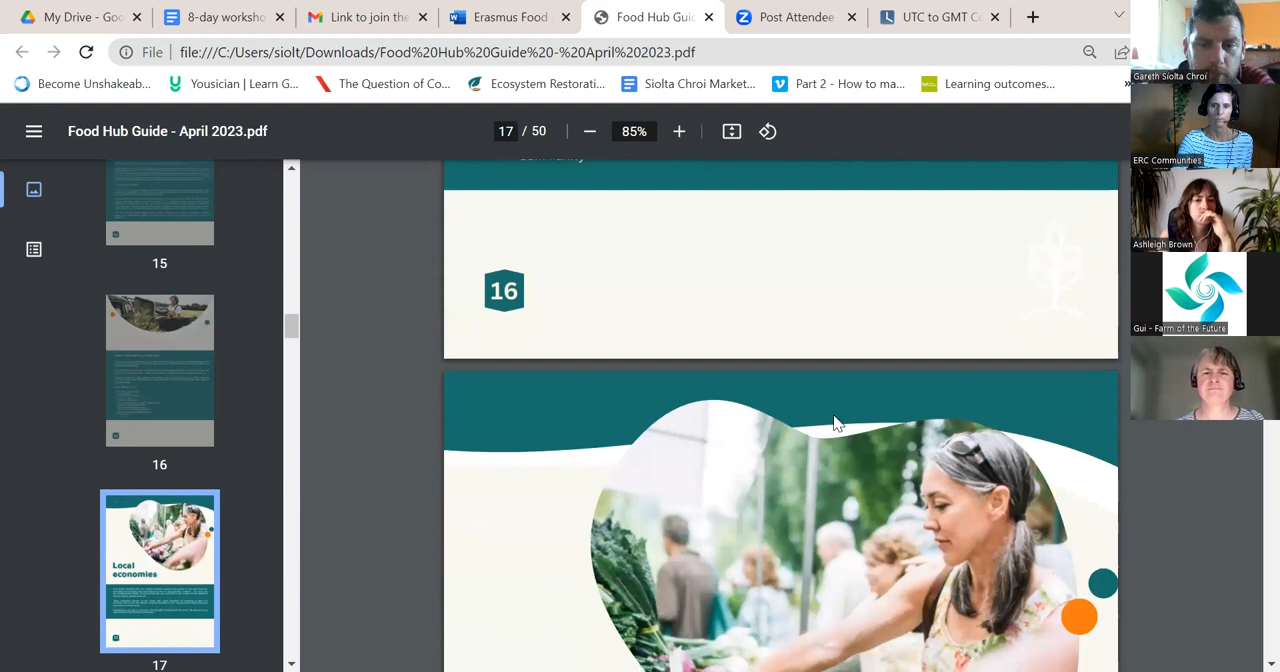 My Drive - Goo
8-day worksho
Link to join the
Erasmus Food
Food Hub Guid
Post Attendee
UTC to GMT C
File
file:///C:/Users/siolt/Downloads/Food%20Hub%20Guide%20-%20April%202023.pdf
Become Unshakeab...
Yousician | Learn G...
The Question of Co...
Ecosystem Restorati...
Siolta Chroi Market...
Part 2 - How to ma...
Learning outcomes...
»
Food Hub Guide - April 2023.pdf
17 / 50
85%
15
16
Local
economies
17
community
16
Gareth Síolta Chroí
ERC Communities
Ashleigh Brown
Gui - Farm of the Future